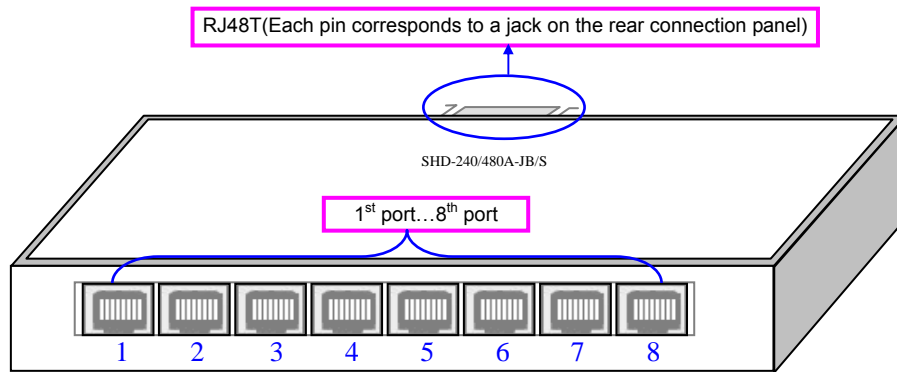 RJ48T(Each pin corresponds to a jack on the rear connection panel)
SHD-240/480A-JB/S
1st port…8th port
1 2 3 4 5 6 7 8